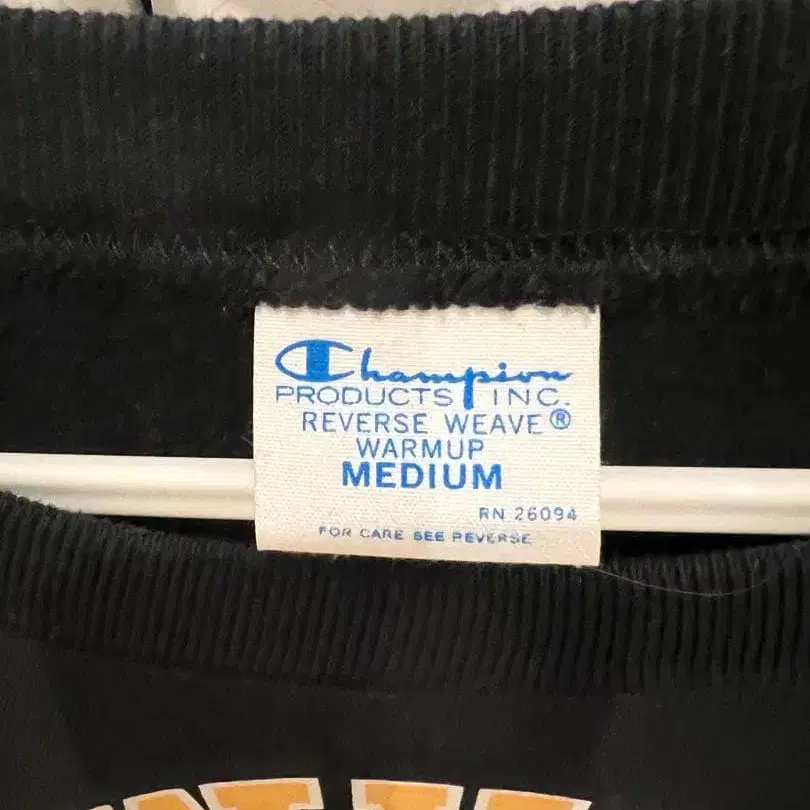 Champion
PRODUCTS INC.
REVERSE WEAVE®
WARMUP
MEDIUM
RN 26094
FOR CARE SEE REVERSE